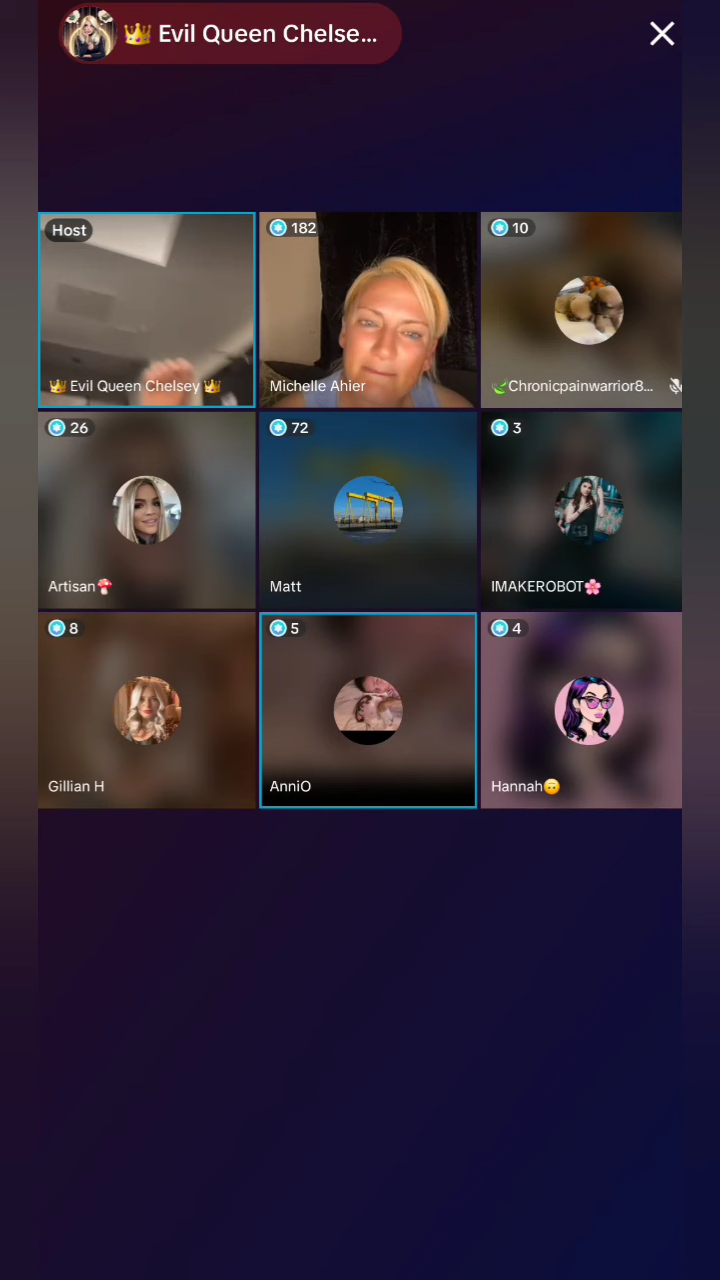 👑 Evil Queen Chelse...
Host
182
10
👑 Evil Queen Chelsey 👑
Michelle Ahier
🌿Chronicpainwarrior8...
26
72
3
Artisan🍄
Matt
IMAKEROBOT🌸
8
5
4
Gillian H
AnniO
Hannah🙃